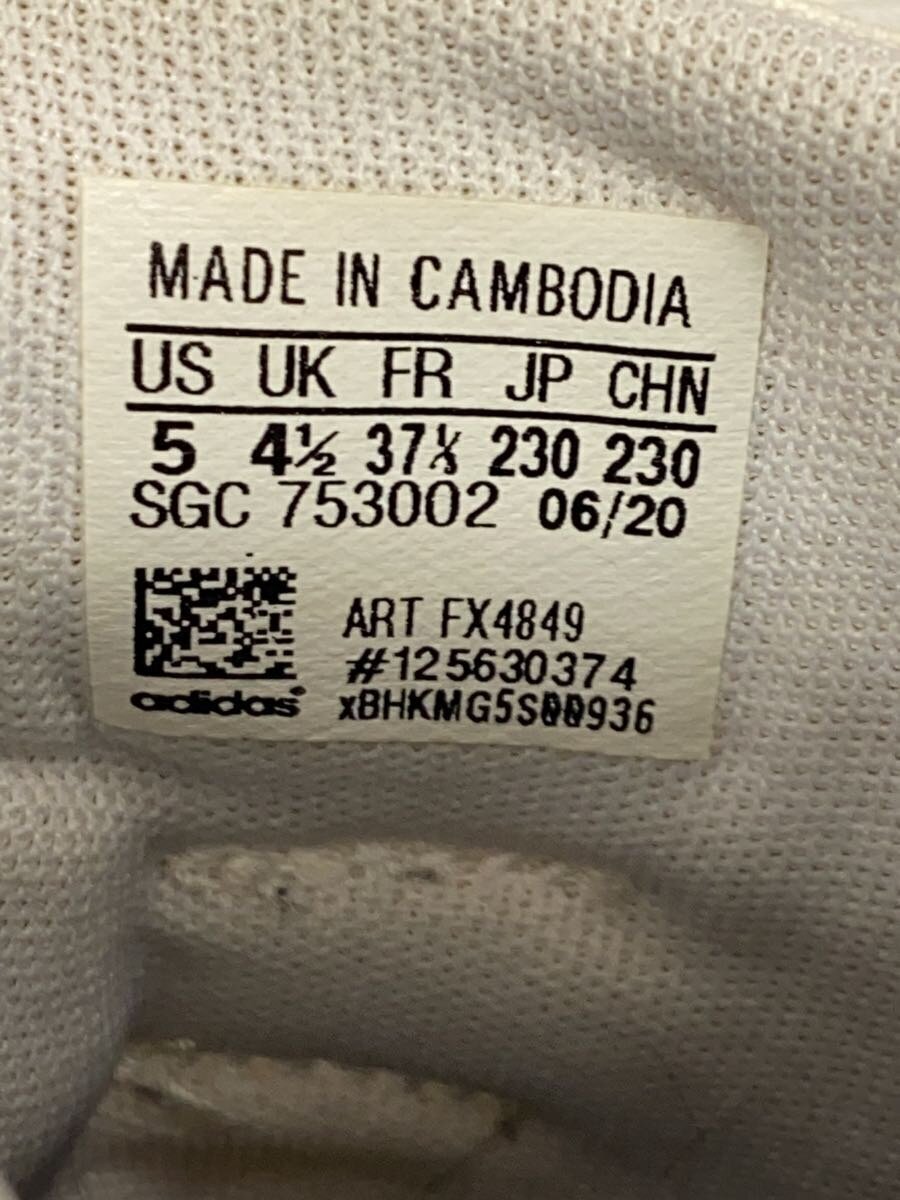 MADE IN CAMBODIA
US UK FR JP CHN
5 4½ 37⅓ 230 230
SGC 753002 06/20
ART FX4849
#125630374
adidas xBHKMG5S00936